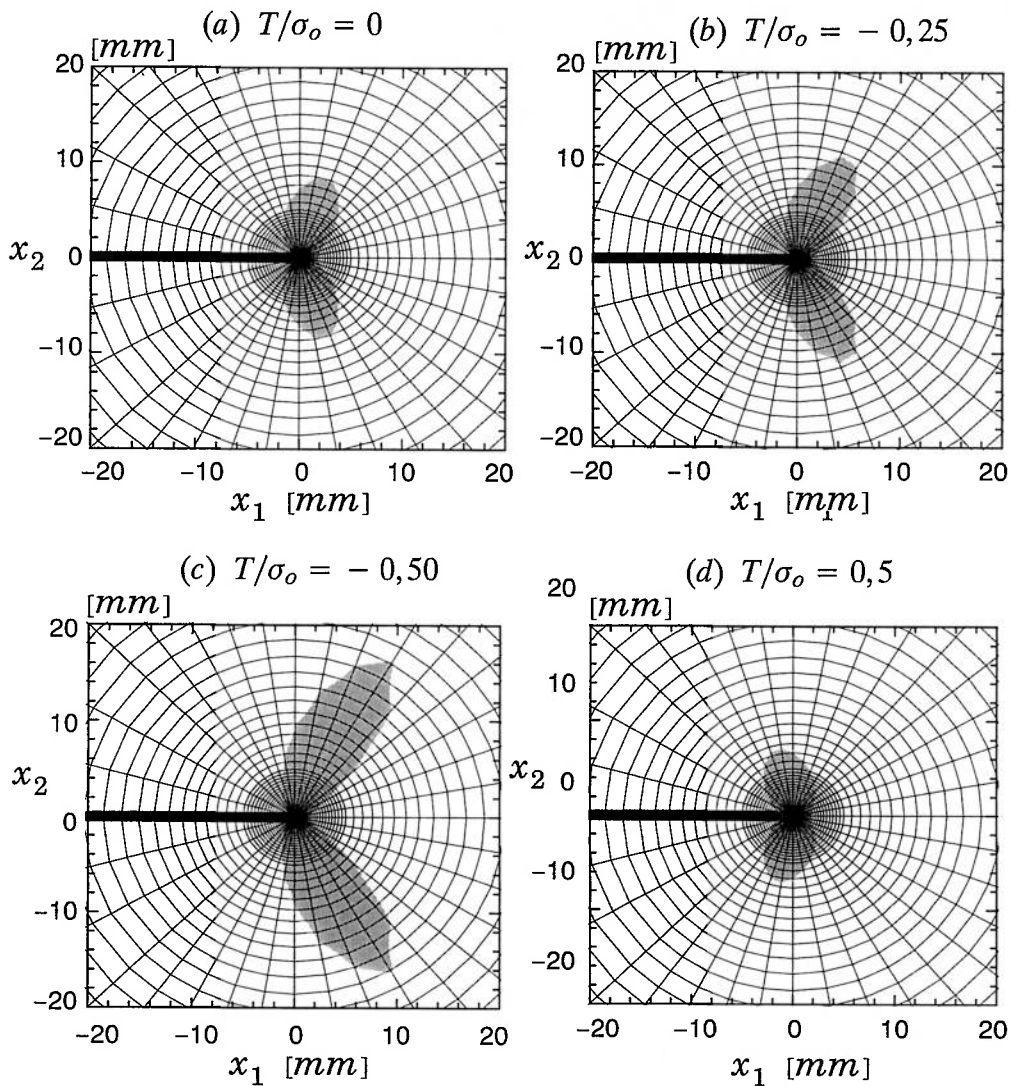 (a) T/σₒ = 0
[mm]
20
10
x₂ 0
−10
−20
−20 −10 0 10 20
x₁ [mm]
(b) T/σₒ = − 0,25
[mm]
20
10
x₂ 0
−10
−20
−20 −10 0 10 20
x₁ [mm]
(c) T/σₒ = − 0,50
[mm]
20
10
x₂
0
−10
−20
−20 −10 0 10 20
x₁ [mm]
(d) T/σₒ = 0,5
20
[mm]
10
x₂ 0
−10
−20
−20 −10 0 10 20
x₁ [mm]